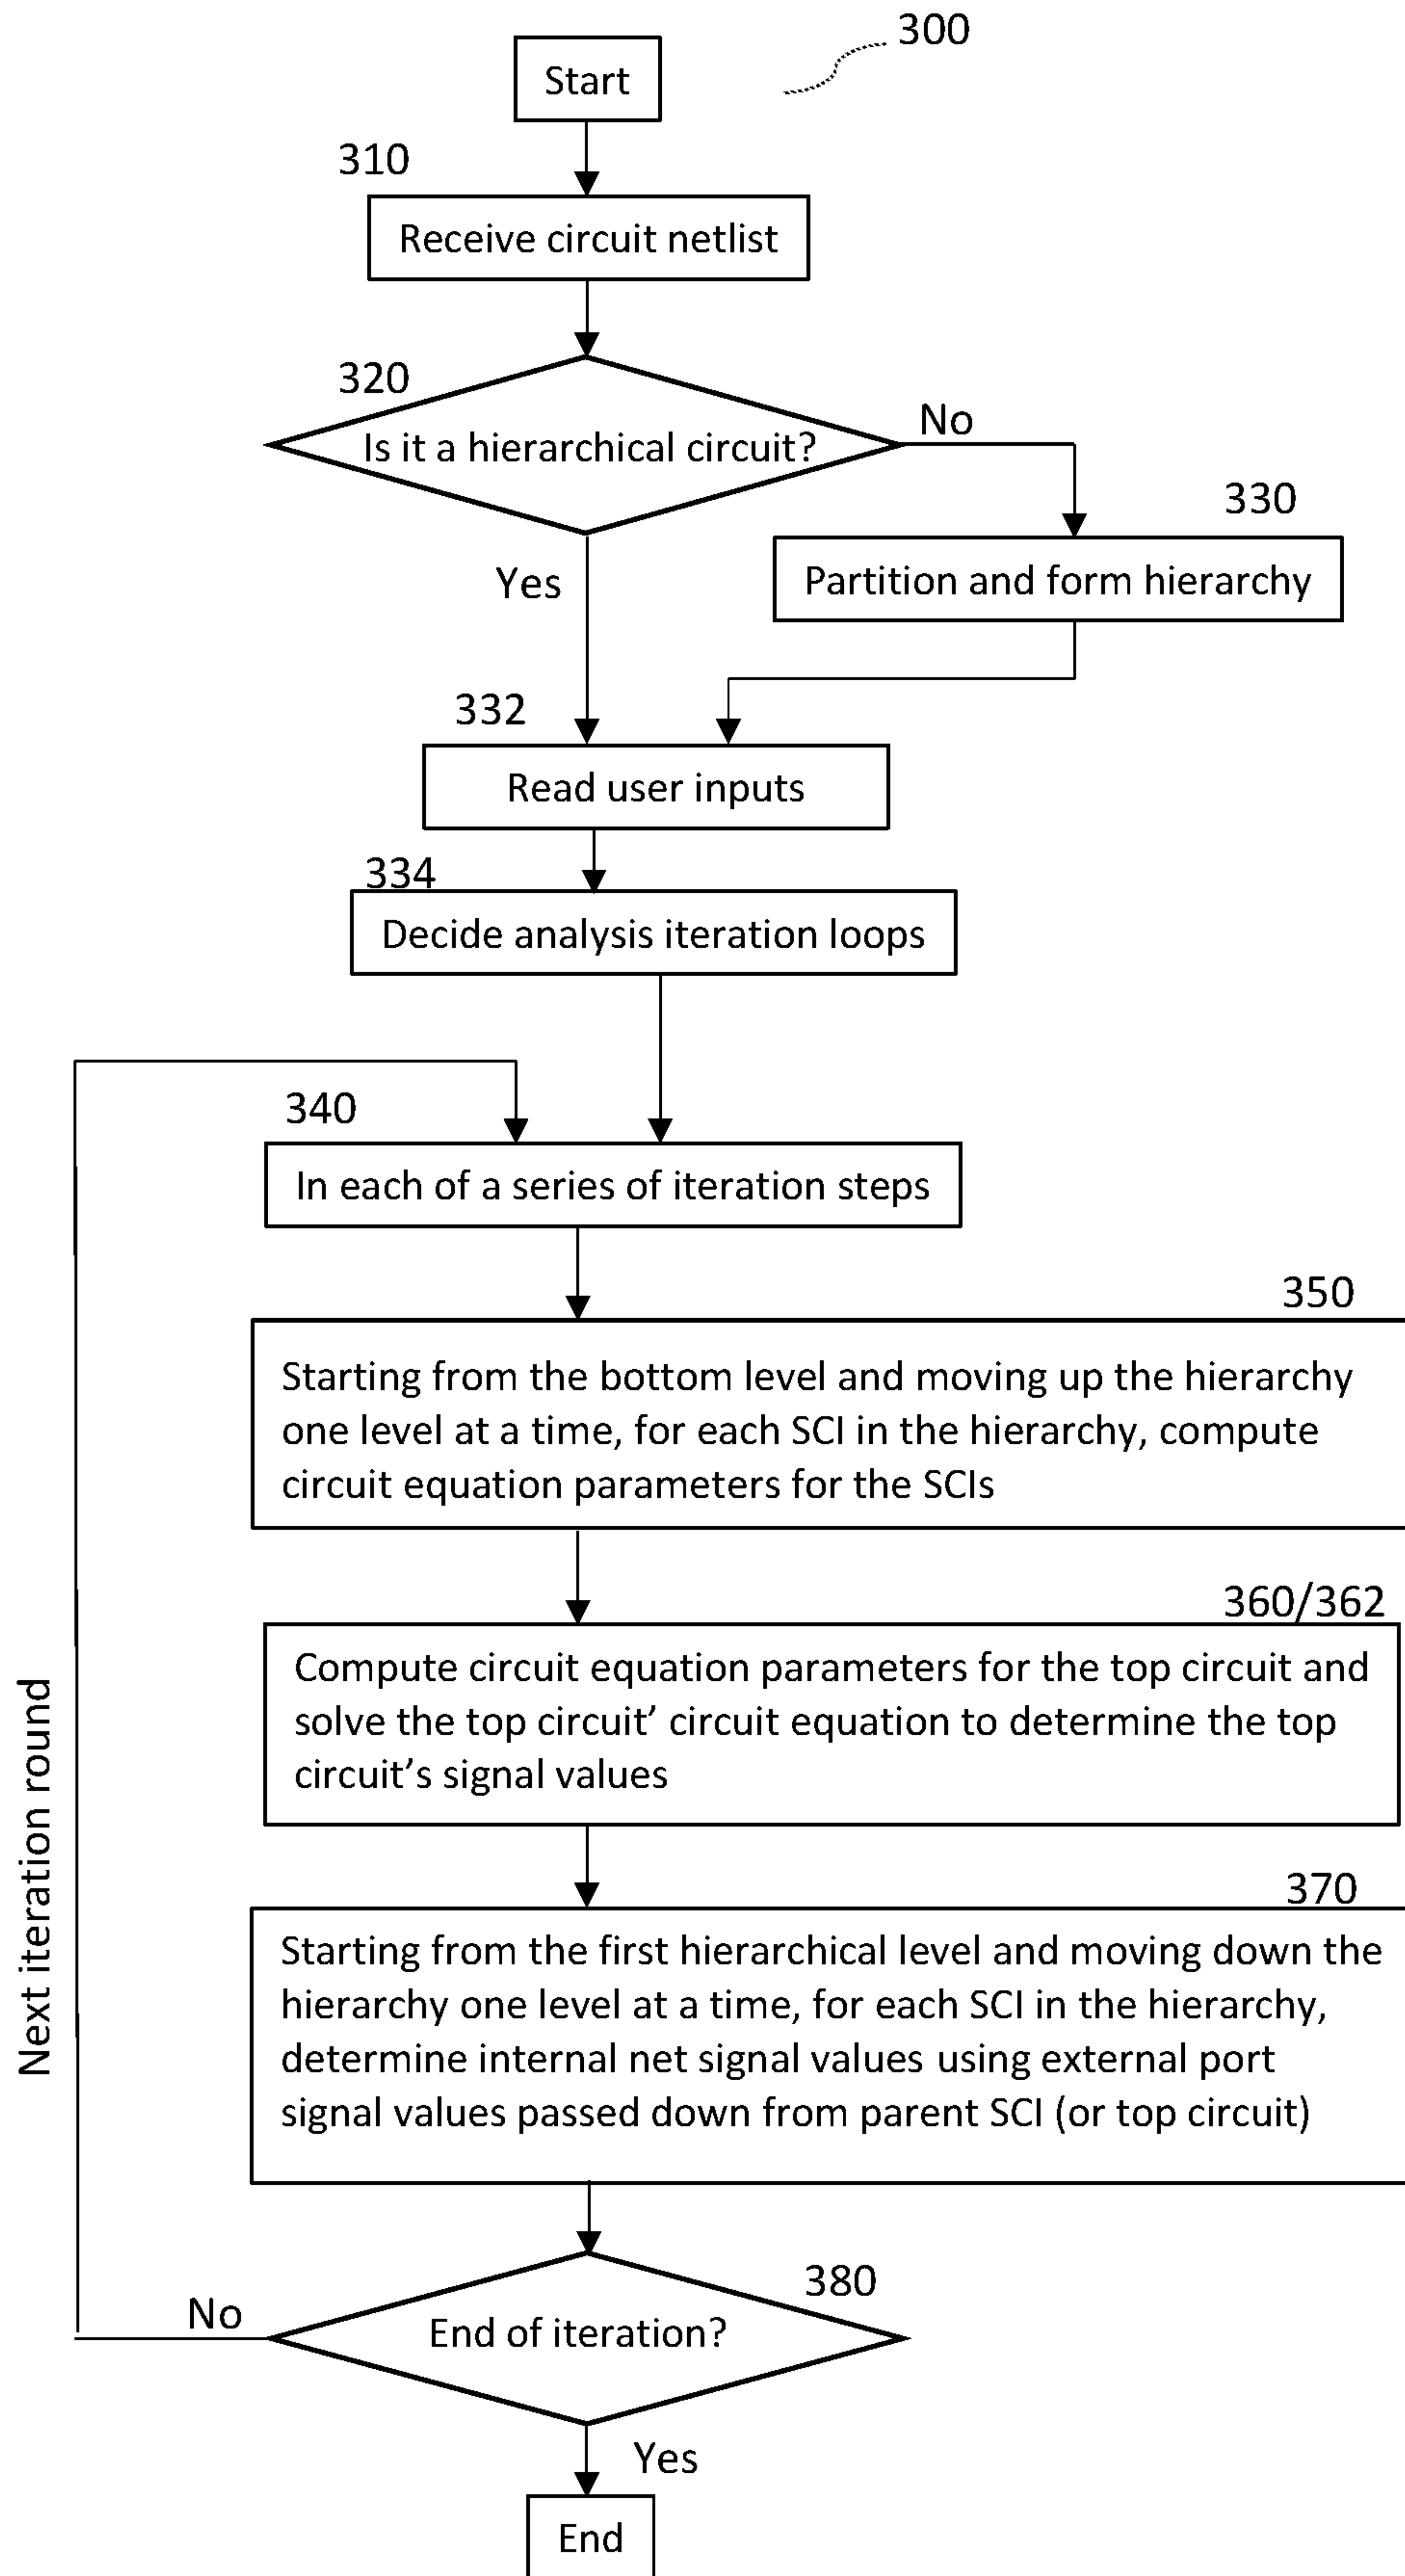 300
Start
310
Receive circuit netlist
320
Is it a hierarchical circuit?
No
330
Partition and form hierarchy
Yes
332
Read user inputs
334
Decide analysis iteration loops
340
In each of a series of iteration steps
350
Starting from the bottom level and moving up the hierarchy
one level at a time, for each SCI in the hierarchy, compute
circuit equation parameters for the SCIs
360/362
Compute circuit equation parameters for the top circuit and
solve the top circuit’ circuit equation to determine the top
circuit’s signal values
370
Starting from the first hierarchical level and moving down the
hierarchy one level at a time, for each SCI in the hierarchy,
determine internal net signal values using external port
signal values passed down from parent SCI (or top circuit)
Next iteration round
380
End of iteration?
No
Yes
End